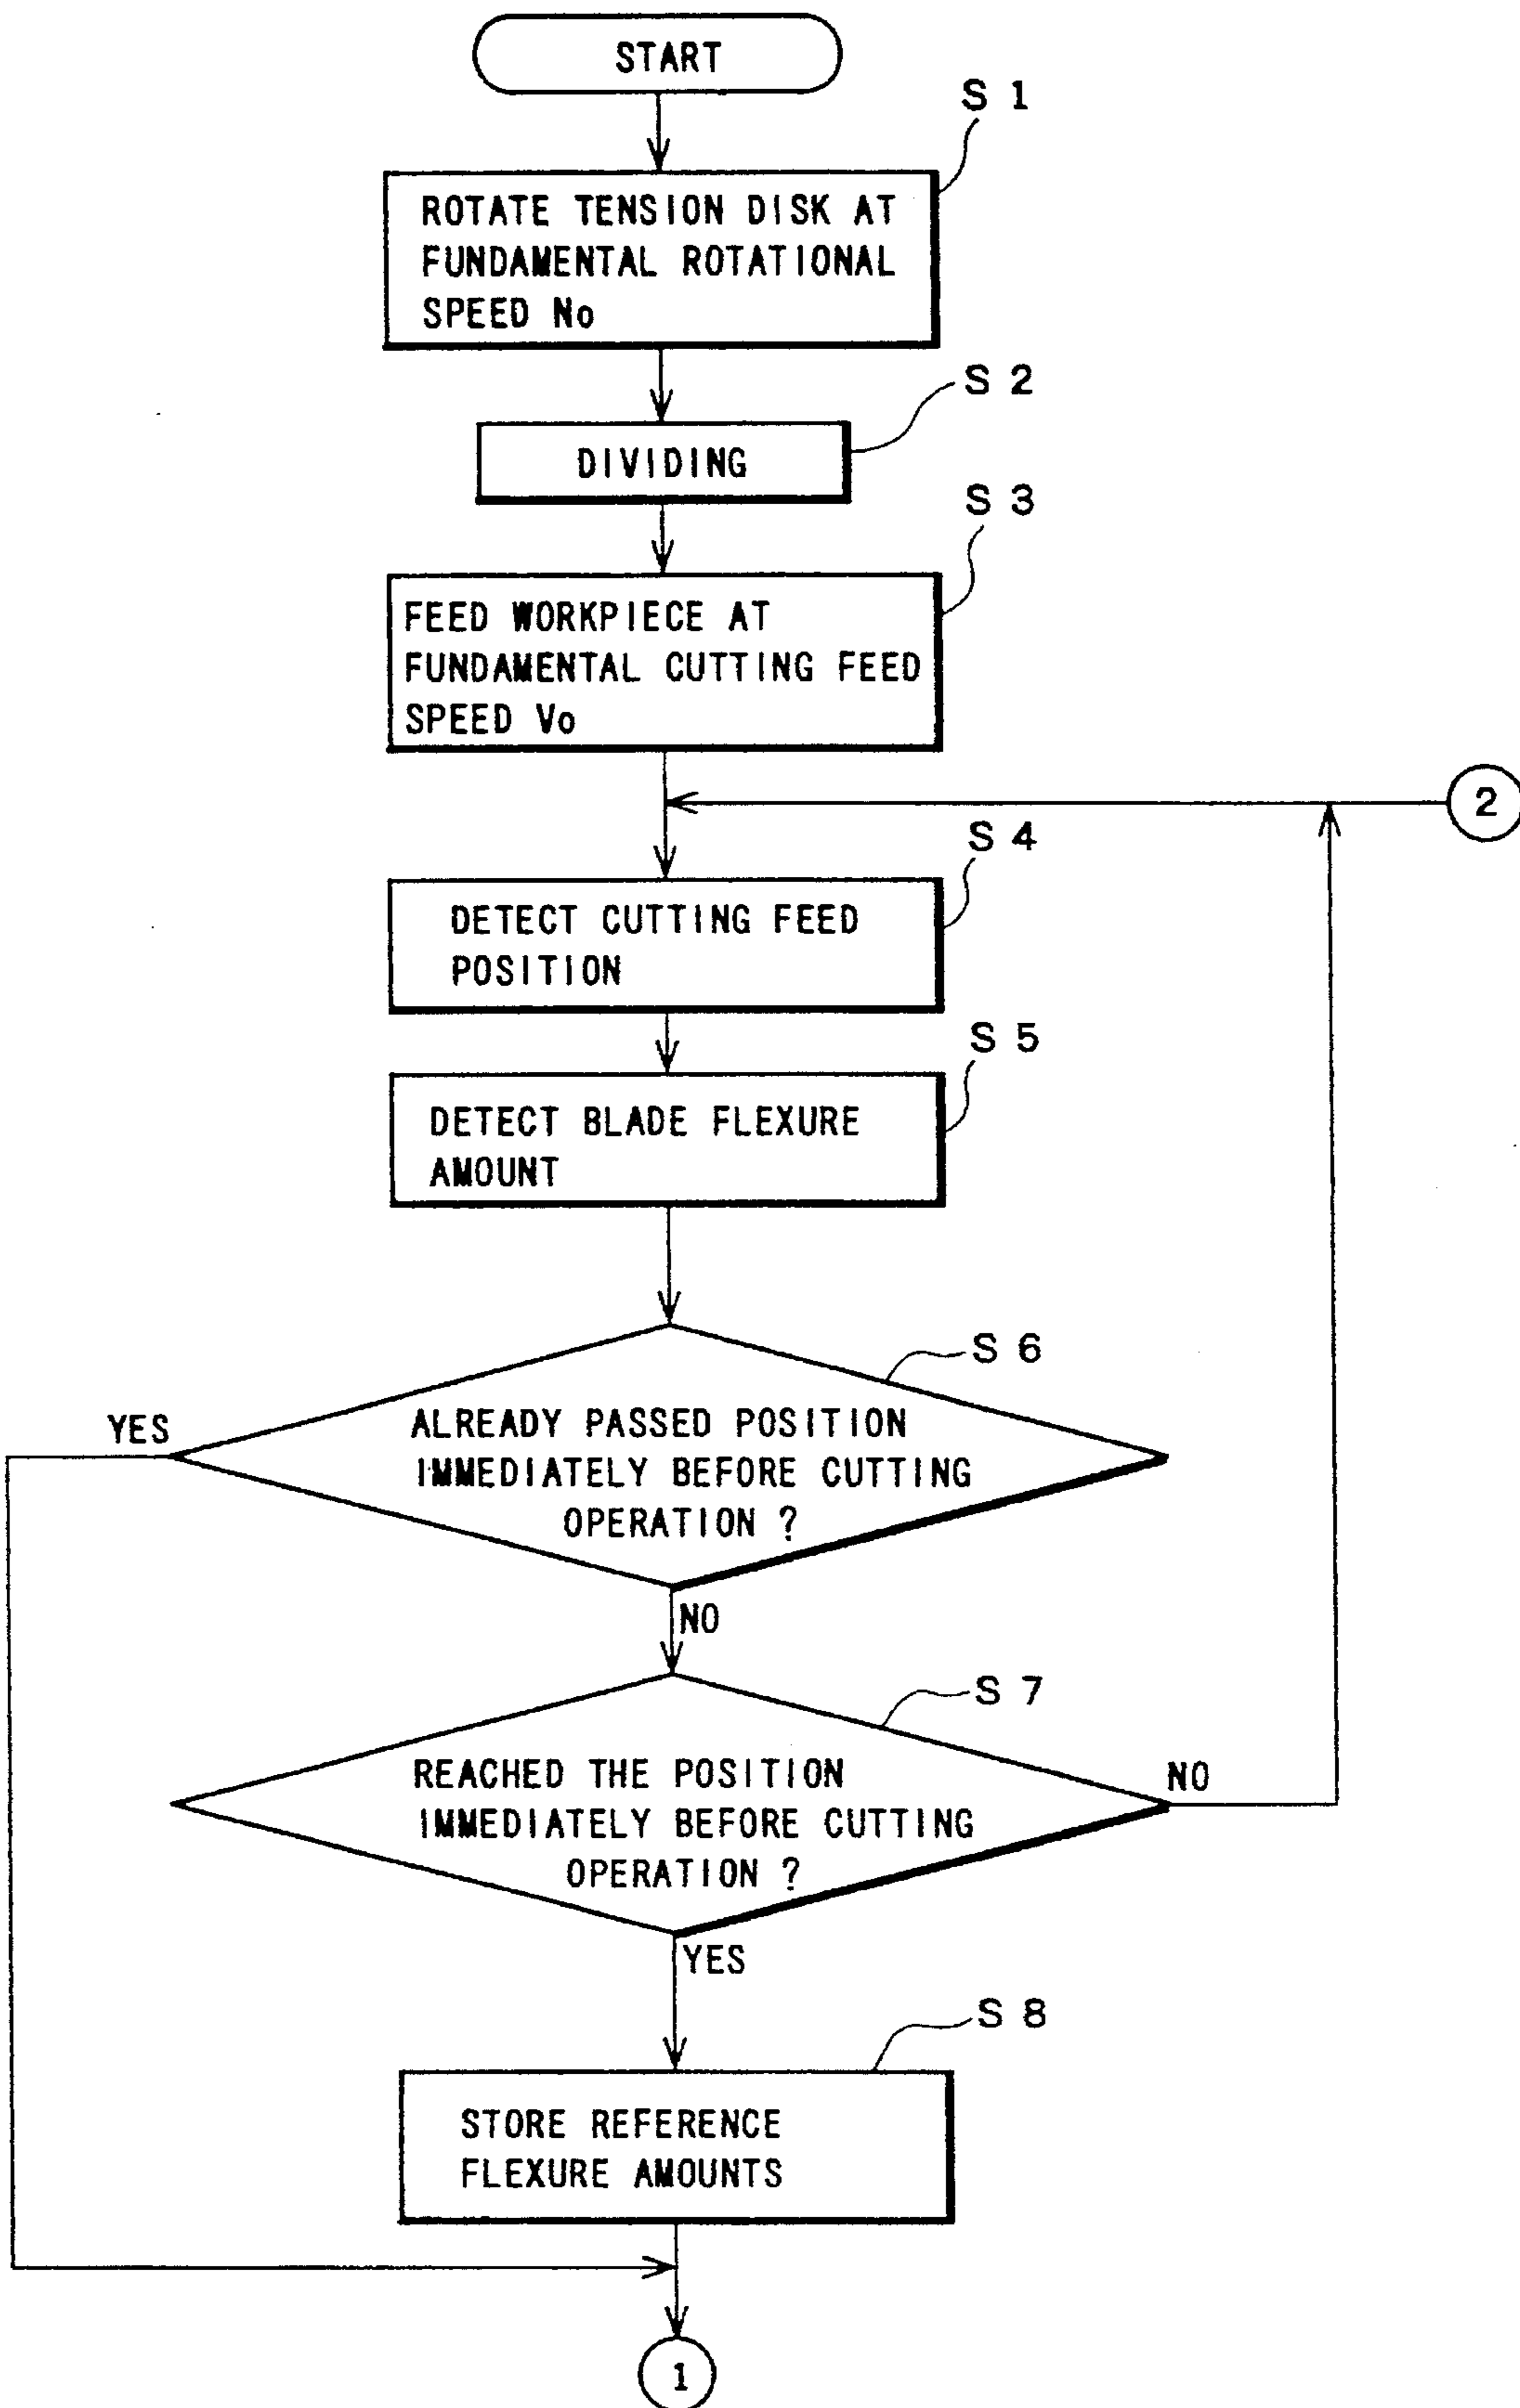 START
S 1
ROTATE TENSION DISK AT
FUNDAMENTAL ROTATIONAL
SPEED No
S 2
DIVIDING
S 3
FEED WORKPIECE AT
FUNDAMENTAL CUTTING FEED
SPEED Vo
2
S 4
DETECT CUTTING FEED
POSITION
S 5
DETECT BLADE FLEXURE
AMOUNT
S 6
YES
ALREADY PASSED POSITION
IMMEDIATELY BEFORE CUTTING
OPERATION ?
NO
S 7
REACHED THE POSITION
IMMEDIATELY BEFORE CUTTING
OPERATION ?
NO
YES
S 8
STORE REFERENCE
FLEXURE AMOUNTS
1